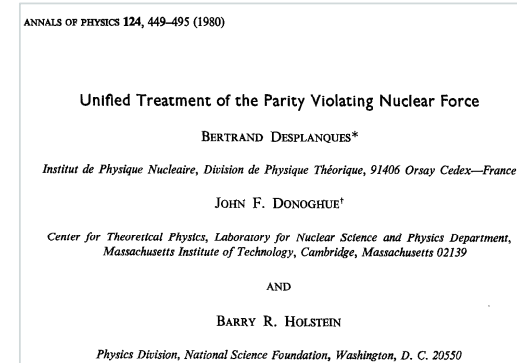 ANNALS OF PHYSICS 124, 449–495 (1980)
Unified Treatment of the Parity Violating Nuclear Force
BERTRAND DESPLANQUES*
Institut de Physique Nucleaire, Division de Physique Théorique, 91406 Orsay Cedex—France
JOHN F. DONOGHUE†
Center for Theoretical Physics, Laboratory for Nuclear Science and Physics Department,
Massachusetts Institute of Technology, Cambridge, Massachusetts 02139
AND
BARRY R. HOLSTEIN
Physics Division, National Science Foundation, Washington, D. C. 20550